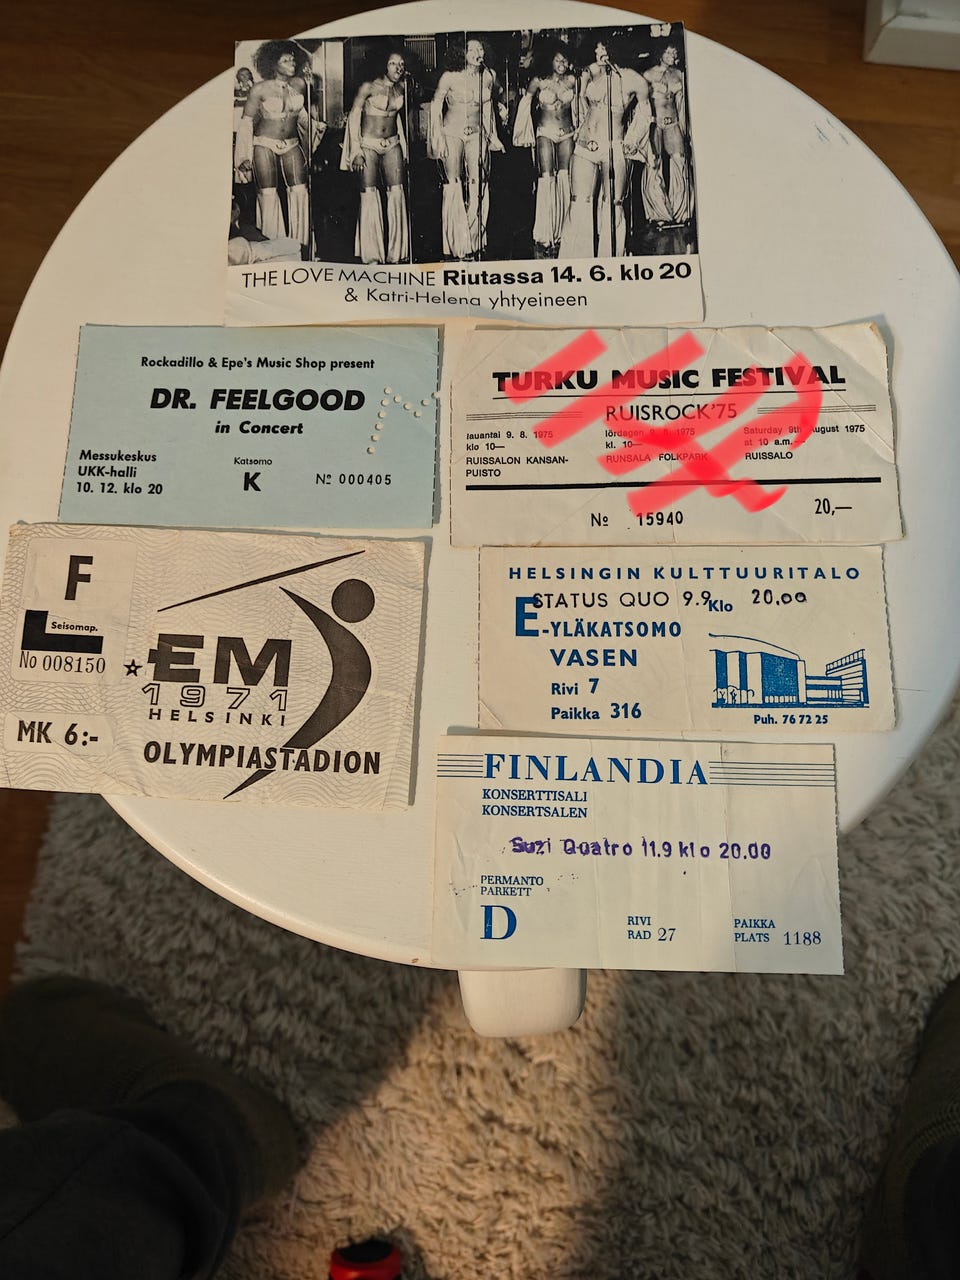 THE LOVE MACHINE Riutassa 14. 6. klo 20
& Katri-Helena yhtyeineen
Rockadillo & Epe's Music Shop present
DR. FEELGOOD
in Concert
Messukeskus
UKK-halli
10. 12. klo 20
Katsomo
K
No 000405
TURKU MUSIC FESTIVAL
RUISROCK'75
lauantai 9. 8. 1975
klo 10—
RUISSALON KANSAN-
PUISTO
lördagen 9. 8. 1975
kl. 10—
RUNSALA FOLKPARK
Saturday 9th August 1975
at 10 a.m.—
RUISSALO
No 15940
20,—
F
Seisomap.
No 008150
MK 6:-
EM
1971
HELSINKI
OLYMPIASTADION
HELSINGIN KULTTUURITALO
STATUS QUO 9.9 Klo 20.00
E-YLÄKATSOMO
VASEN
Rivi 7
Paikka 316
Puh. 76 72 25
FINLANDIA
KONSERTTISALI
KONSERTSALEN
Suzi Quatro 11.9 klo 20.00
PERMANTO
PARKETT
D
RIVI
RAD 27
PAIKKA
PLATS 1188